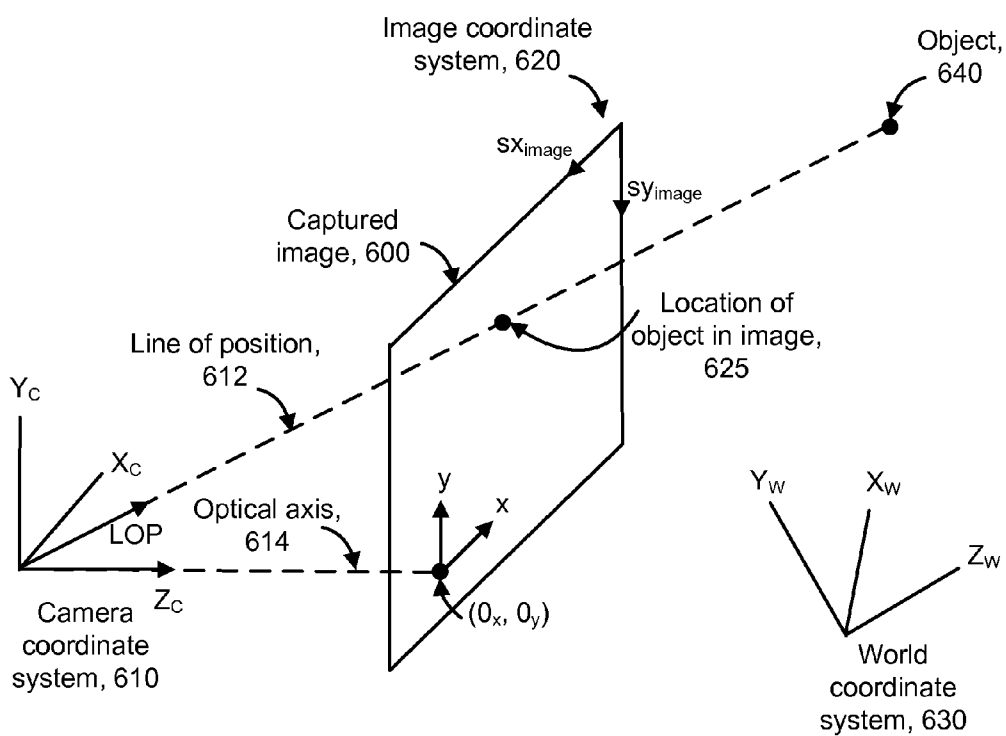 Image coordinate
system, 620
Object,
640
sx_image
sy_image
Captured
image, 600
Location of
object in image,
625
Line of position,
612
Y_C
X_C
LOP
Optical axis,
614
Z_C
y
x
(0_x, 0_y)
Camera
coordinate
system, 610
Y_W
X_W
Z_W
World
coordinate
system, 630